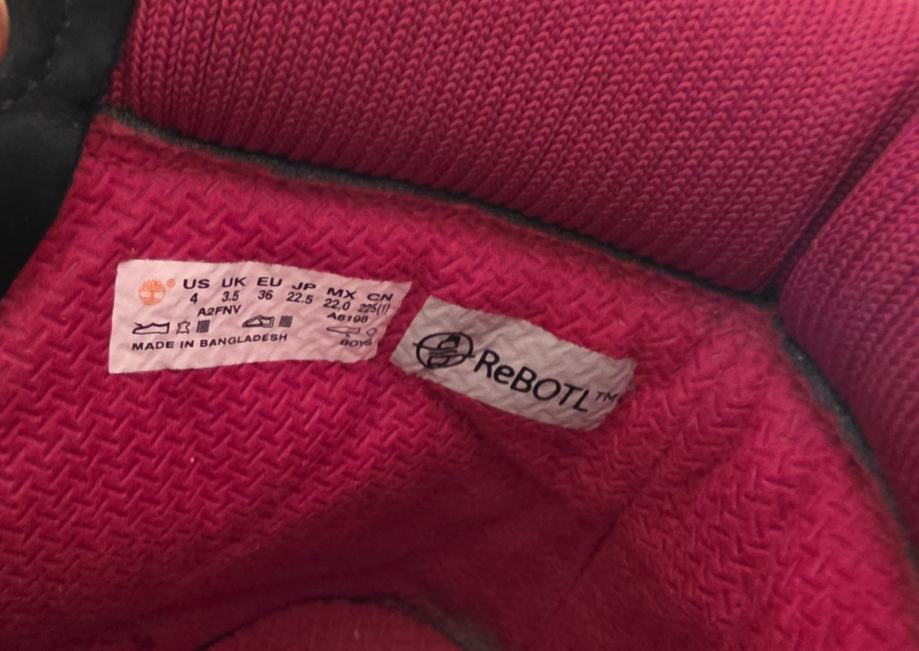 US UK EU JP MX CN
4 3.5 36 22.5 22,0 225(1)
A2FNV A6198
MADE IN BANGLADESH BOYS
ReBOTL™